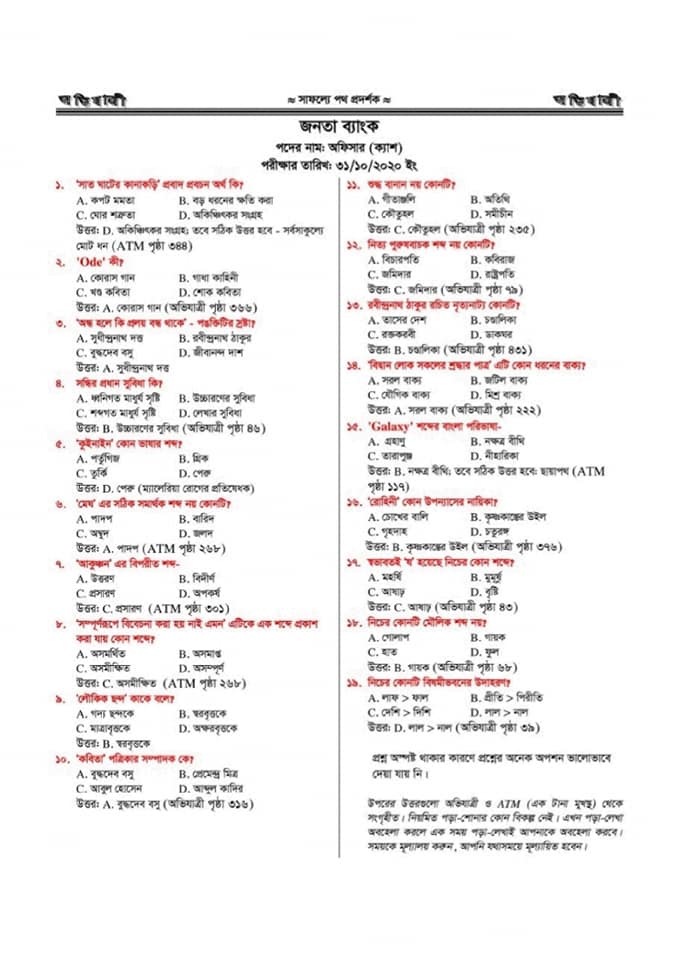 অভিযাত্রী
≈ সাফল্যে পথ প্রদর্শক ≈
অভিযাত্রী
জনতা ব্যাংক
পদের নাম: অফিসার (ক্যাশ)
পরীক্ষার তারিখ: ৩১/১০/২০২০ ইং
১. 'সাত ঘাটের কানাকড়ি' প্রবাদ প্রবচন অর্থ কি?
A. কপট মমতা B. বড় ধরনের ক্ষতি করা
C. ঘোর শত্রুতা D. অকিঞ্চিৎকর সংগ্রহ
উত্তর: D. অকিঞ্চিৎকর সংগ্রহ; তবে সঠিক উত্তর হবে - সর্বসাকুল্যে
মোট ধন (ATM পৃষ্ঠা ৩৪৪)
২. 'Ode' কী?
A. কোরাস গান B. গাধা কাহিনী
C. খণ্ড কবিতা D. শোক কবিতা
উত্তর: A. কোরাস গান (অভিযাত্রী পৃষ্ঠা ৩৬৬)
৩. 'অন্ধ হলে কি প্রলয় বন্ধ থাকে' - পঙক্তিটির স্রষ্টা?
A. সুধীন্দ্রনাথ দত্ত B. রবীন্দ্রনাথ ঠাকুর
C. বুদ্ধদেব বসু D. জীবানন্দ দাশ
উত্তর: A. সুধীন্দ্রনাথ দত্ত
৪. সন্ধির প্রধান সুবিধা কি?
A. ধ্বনিগত মাধুর্য সৃষ্টি B. উচ্চারণের সুবিধা
C. শব্দগত মাধুর্য সৃষ্টি D. লেখার সুবিধা
উত্তর: B. উচ্চারণের সুবিধা (অভিযাত্রী পৃষ্ঠা ৪৬)
৫. 'কুইনাইন' কোন ভাষার শব্দ?
A. পর্তুগিজ B. গ্রিক
C. তুর্কি D. পেরু
উত্তর: D. পেরু (ম্যালেরিয়া রোগের প্রতিষেধক)
৬. 'মেঘ' এর সঠিক সমার্থক শব্দ নয় কোনটি?
A. পাদপ B. বারিদ
C. অম্বুদ D. জলদ
উত্তর: A. পাদপ (ATM পৃষ্ঠা ২৬৮)
৭. 'আকুঞ্চন' এর বিপরীত শব্দ-
A. উত্তরণ B. বিদীর্ণ
C. প্রসারণ D. অপকর্ষ
উত্তর: C. প্রসারণ (ATM পৃষ্ঠা ৩০১)
৮. 'সম্পূর্ণরূপে বিবেচনা করা হয় নাই এমন' এটিকে এক শব্দে প্রকাশ
করা যায় কোন শব্দে?
A. অসমর্থিত B. অসমাপ্ত
C. অসমীক্ষিত D. অসম্পূর্ণ
উত্তর: C. অসমীক্ষিত (ATM পৃষ্ঠা ২৬৮)
৯. 'লৌকিক ছন্দ' কাকে বলে?
A. গদ্য ছন্দকে B. স্বরবৃত্তকে
C. মাত্রাবৃত্তকে D. অক্ষরবৃত্তকে
উত্তর: B. স্বরবৃত্তকে
১০. 'কবিতা' পত্রিকার সম্পাদক কে?
A. বুদ্ধদেব বসু B. প্রেমেন্দ্র মিত্র
C. আবুল হোসেন D. আব্দুল কাদির
উত্তর: A. বুদ্ধদেব বসু (অভিযাত্রী পৃষ্ঠা ৩১৬)
১১. শুদ্ধ বানান নয় কোনটি?
A. গীতাঞ্জলি B. অতিথি
C. কৌতুহল D. সমীচীন
উত্তর: C. কৌতুহল (অভিযাত্রী পৃষ্ঠা ২৩৫)
১২. নিত্য পুরুষবাচক শব্দ নয় কোনটি?
A. বিচারপতি B. কবিরাজ
C. জমিদার D. রাষ্ট্রপতি
উত্তর: C. জমিদার (অভিযাত্রী পৃষ্ঠা ৭৯)
১৩. রবীন্দ্রনাথ ঠাকুর রচিত নৃত্যনাট্য কোনটি?
A. তাসের দেশ B. চণ্ডালিকা
C. রক্তকরবী D. ডাকঘর
উত্তর: B. চণ্ডালিকা (অভিযাত্রী পৃষ্ঠা ৪৩১)
১৪. 'বিদ্বান লোক সকলের শ্রদ্ধার পাত্র' এটি কোন ধরনের বাক্য?
A. সরল বাক্য B. জটিল বাক্য
C. যৌগিক বাক্য D. মিশ্র বাক্য
উত্তর: A. সরল বাক্য (অভিযাত্রী পৃষ্ঠা ২২২)
১৫. 'Galaxy' শব্দের বাংলা পরিভাষা-
A. গ্রহাণু B. নক্ষত্র বীথি
C. তারাপুঞ্জ D. নীহারিকা
উত্তর: B. নক্ষত্র বীথি; তবে সঠিক উত্তর হবে: ছায়াপথ (ATM
পৃষ্ঠা ১১৭)
১৬. 'রোহিনী' কোন উপন্যাসের নায়িকা?
A. চোখের বালি B. কৃষ্ণকান্তের উইল
C. গৃহদাহ D. চতুরঙ্গ
উত্তর: B. কৃষ্ণকান্তের উইল (অভিযাত্রী পৃষ্ঠা ৩৭৬)
১৭. স্বভাবতই 'ষ' হয়েছে নিচের কোন শব্দে?
A. মহর্ষি B. মুমূর্ষু
C. আষাঢ় D. বৃষ্টি
উত্তর: C. আষাঢ় (অভিযাত্রী পৃষ্ঠা ৪৩)
১৮. নিচের কোনটি মৌলিক শব্দ নয়?
A. গোলাপ B. গায়ক
C. হাত D. ফুল
উত্তর: B. গায়ক (অভিযাত্রী পৃষ্ঠা ৬৮)
১৯. নিচের কোনটি বিষমীভবনের উদাহরণ?
A. লাফ > ফাল B. প্রীতি > পিরীতি
C. দেশি > দিশি D. লাল > নাল
উত্তর: D. লাল > নাল (অভিযাত্রী পৃষ্ঠা ৩৯)
প্রশ্ন অস্পষ্ট থাকার কারণে প্রশ্নের অনেক অপশন ভালোভাবে
দেয়া যায় নি।
উপরের উত্তরগুলো অভিযাত্রী ও ATM (এক টানা মুখস্থ) থেকে
সংগৃহীত। নিয়মিত পড়া-শোনার কোন বিকল্প নেই। এখন পড়া-লেখা
অবহেলা করলে এক সময় পড়া-লেখাই আপনাকে অবহেলা করবে।
সময়কে মূল্যালয় করুন, আপনি যথাসময়ে মূল্যায়িত হবেন।